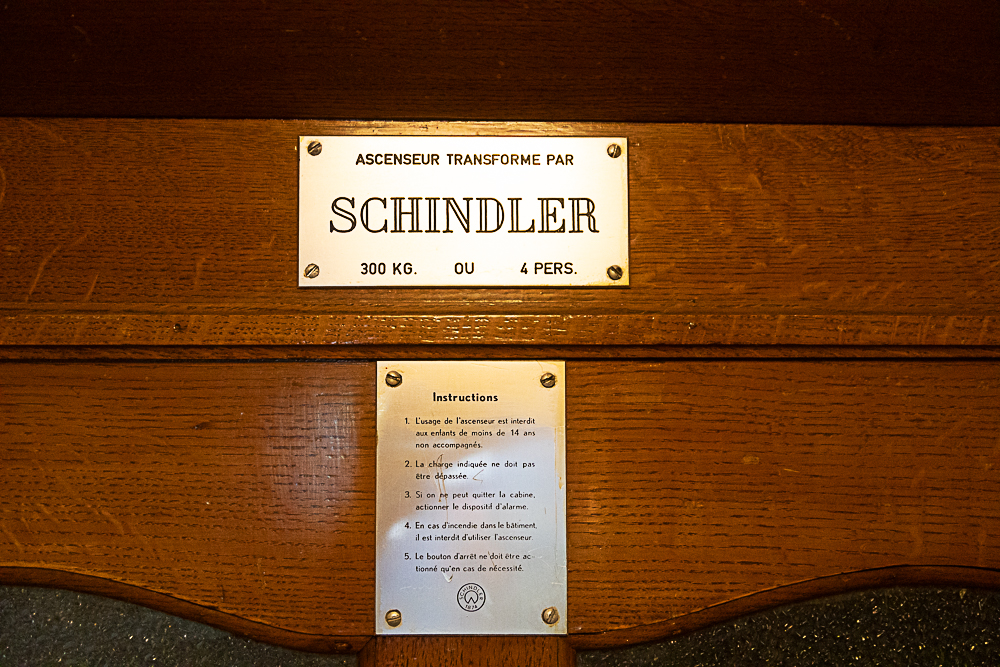 ASCENSEUR TRANSFORME PAR
SCHINDLER
300 KG. OU 4 PERS.
Instructions
1. L'usage de l'ascenseur est interdit
aux enfants de moins de 14 ans
non accompagnés.
2. La charge indiquée ne doit pas
être dépassée.
3. Si on ne peut quitter la cabine,
actionner le dispositif d'alarme.
4. En cas d'incendie dans le bâtiment,
il est interdit d'utiliser l'ascenseur.
5. Le bouton d'arrêt ne doit être ac-
tionné qu'en cas de nécessité.
SCHINDLER
1874